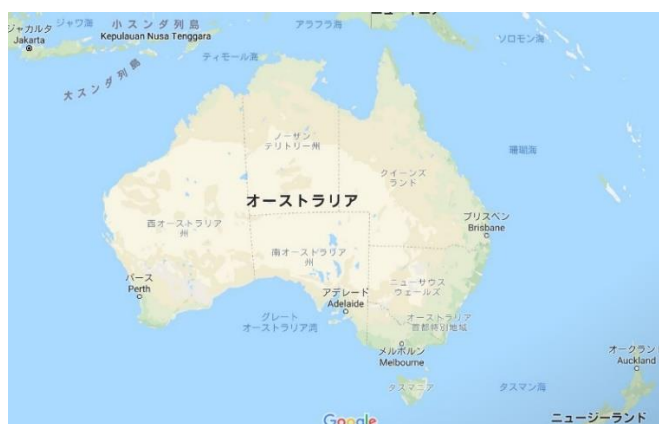 ジャワ海
小スンダ列島
Kepulauan Nusa Tenggara
アラフラ海
ジャカルタ
Jakarta
ソロモン海
ティモール海
大スンダ列島
ノーザン
テリトリー州
珊瑚海
クイーンズ
ランド
オーストラリア
西オーストラリア
州
ブリスベン
Brisbane
南オーストラリア
州
パース
Perth
ニューサウス
ウェールズ
アデレード
Adelaide
グレート
オーストラリア湾
オーストラリア
首都特別地域
メルボルン
Melbourne
オークランド
Auckland
タスマニア
タスマン海
Google
ニュージーランド